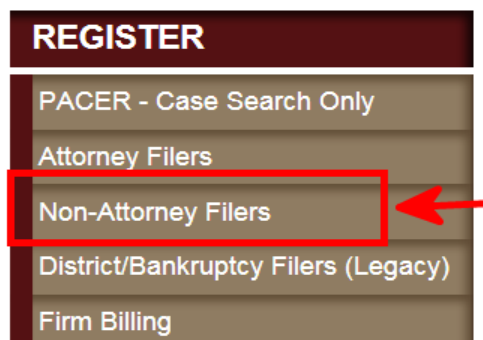 REGISTER
PACER - Case Search Only
Attorney Filers
Non-Attorney Filers
District/Bankruptcy Filers (Legacy)
Firm Billing